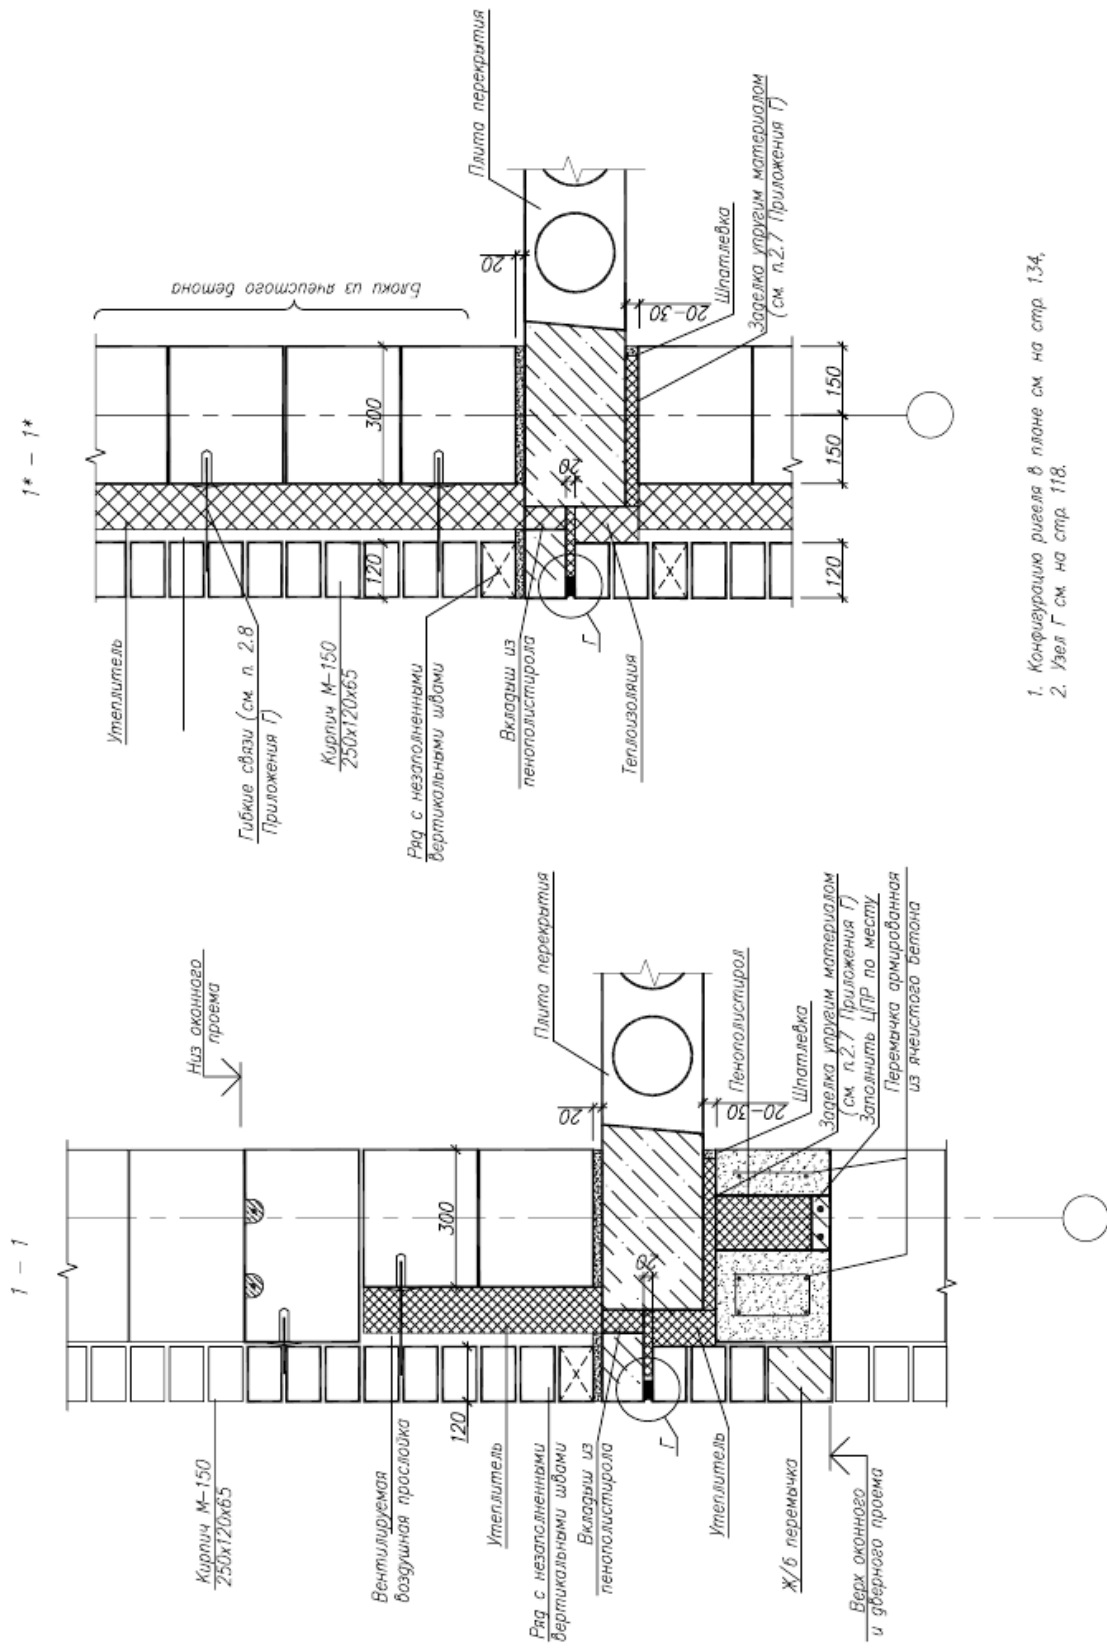 1 – 1
Кирпич М-150
250х120х65
Вентилируемая
воздушная прослойка
Утеплитель
Ряд с незаполненными
вертикальными швами
Вкладыш из
пенополистирола
Г
Утеплитель
Ж/б перемычка
Верх оконного
и дверного проема
Низ оконного
проема
120
300
20
20
20-30
Плита перекрытия
Пенополистирол
Шпатлевка
Заделка упругим материалом
(см. п.2.7 Приложения Г)
Заполнить ЦПР по месту
Перемычка армированная
из ячеистого бетона
1* – 1*
Утеплитель
Гибкие связи (см. п. 2.8
Приложения Г)
Кирпич М-150
250х120х65
Ряд с незаполненными
вертикальными швами
Вкладыш из
пенополистирола
Г
Теплоизоляция
120
300
20
20
20-30
Блоки из ячеистого бетона
Плита перекрытия
Шпатлевка
Заделка упругим материалом
(см. п.2.7 Приложения Г)
120
150
150
1. Конфигурацию ригеля в плане см. на стр. 134.
2. Узел Г см. на стр. 118.